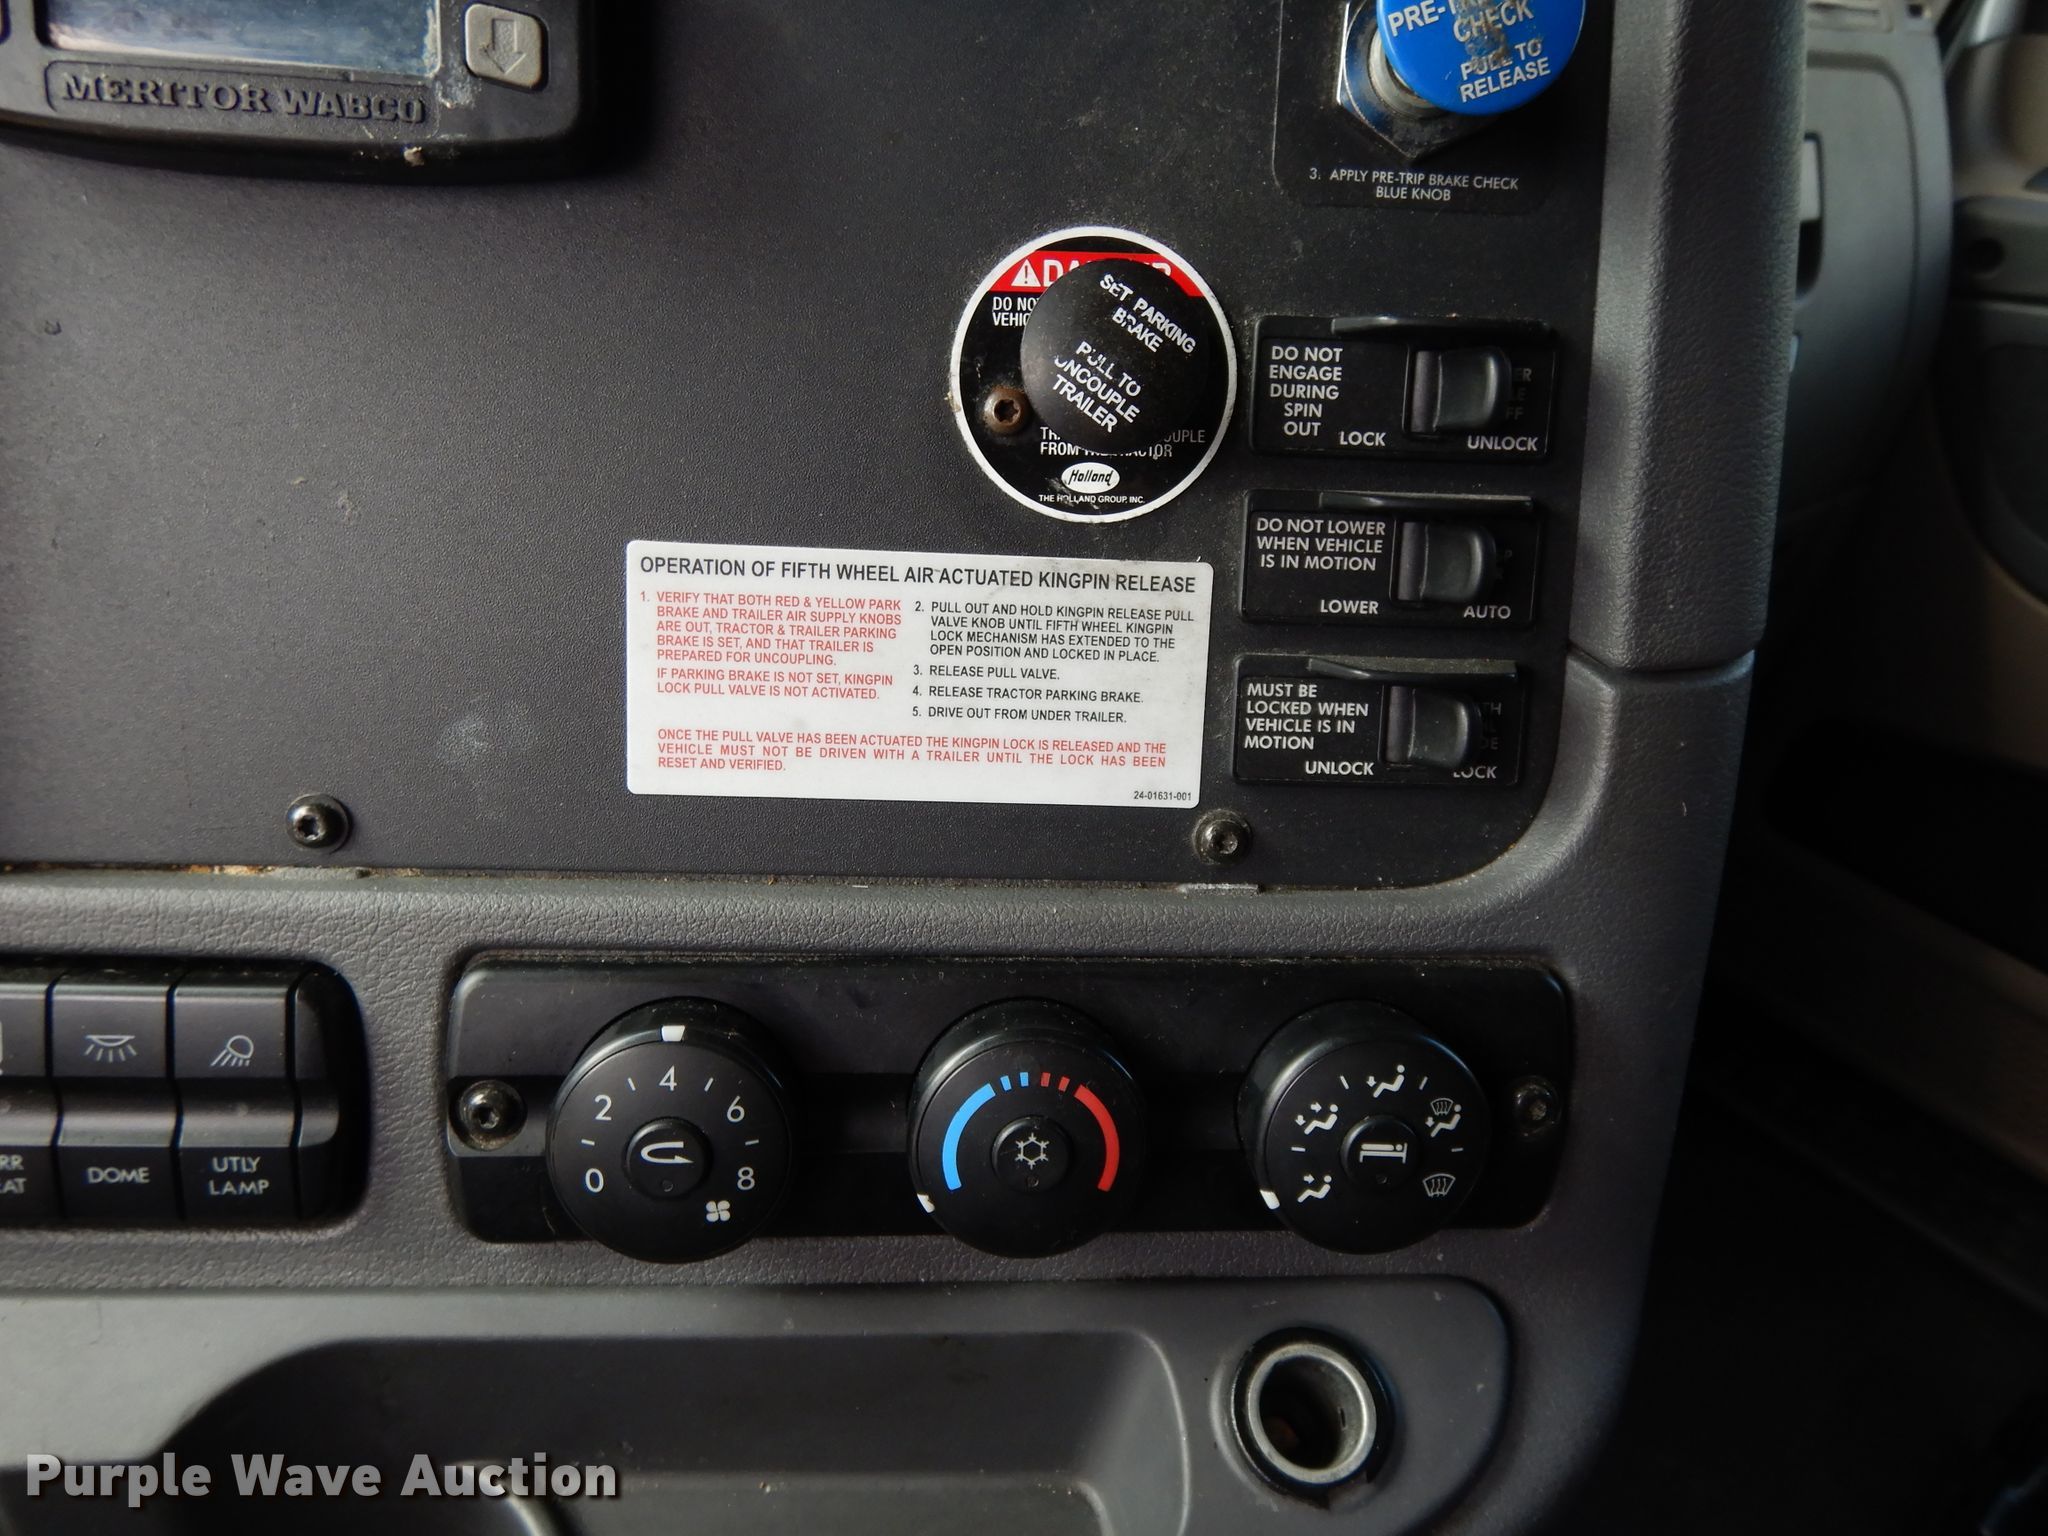 MERITOR WABCO
CHECK
PULL TO
RELEASE
3. APPLY PRE-TRIP BRAKE CHECK
BLUE KNOB
DO
SET PARKING
BRAKE
PULL TO
UNCOUPLE
TRAILER
FROM
Holland
THE HOLLAND GROUP, INC.
DO NOT
ENGAGE
DURING
SPIN
OUT
LOCK
UNLOCK
DO NOT LOWER
WHEN VEHICLE
IS IN MOTION
LOWER
AUTO
MUST BE
LOCKED WHEN
VEHICLE IS IN
MOTION
UNLOCK
LOCK
OPERATION OF FIFTH WHEEL AIR ACTUATED KINGPIN RELEASE
1. VERIFY THAT BOTH RED & YELLOW PARK
BRAKE AND TRAILER AIR SUPPLY KNOBS
ARE OUT, TRACTOR & TRAILER PARKING
BRAKE IS SET, AND THAT TRAILER IS
PREPARED FOR UNCOUPLING.
IF PARKING BRAKE IS NOT SET, KINGPIN
LOCK PULL VALVE IS NOT ACTIVATED.
2. PULL OUT AND HOLD KINGPIN RELEASE PULL
VALVE KNOB UNTIL FIFTH WHEEL KINGPIN
LOCK MECHANISM HAS EXTENDED TO THE
OPEN POSITION AND LOCKED IN PLACE.
3. RELEASE PULL VALVE.
4. RELEASE TRACTOR PARKING BRAKE.
5. DRIVE OUT FROM UNDER TRAILER.
ONCE THE PULL VALVE HAS BEEN ACTUATED THE KINGPIN LOCK IS RELEASED AND THE
VEHICLE MUST NOT BE DRIVEN WITH A TRAILER UNTIL THE LOCK HAS BEEN
RESET AND VERIFIED.
24-01631-001
DOME
UTLY
LAMP
0 2 4 6 8
Purple Wave Auction